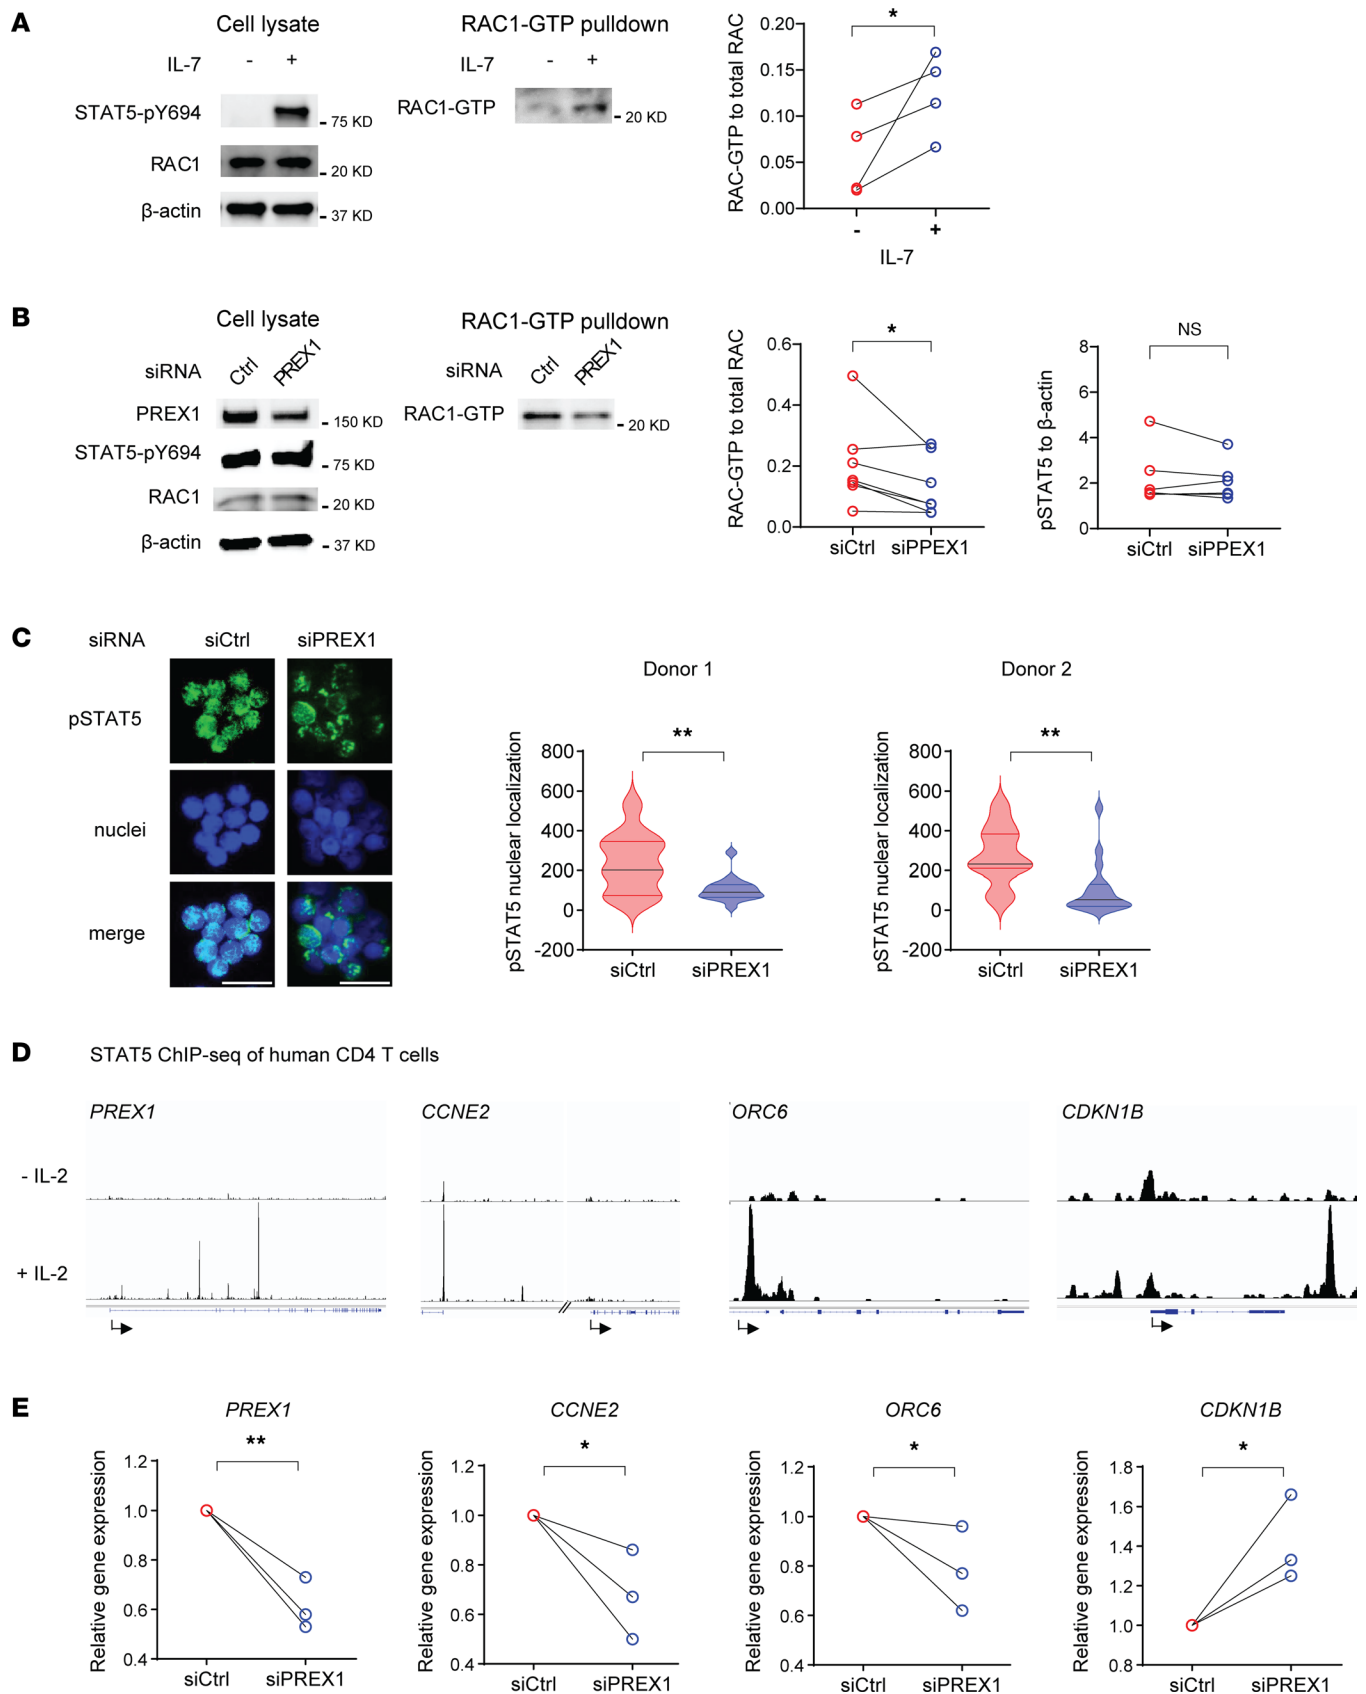 A
Cell lysate
RAC1-GTP pulldown
IL-7 - +
IL-7 - +
STAT5-pY694
75 KD
RAC1-GTP
20 KD
RAC1
20 KD
β-actin
37 KD
RAC-GTP to total RAC
0.20
0.15
0.10
0.05
0.00
*
- +
IL-7
B
Cell lysate
RAC1-GTP pulldown
siRNA Ctrl PREX1
siRNA Ctrl PREX1
PREX1
150 KD
RAC1-GTP
20 KD
STAT5-pY694
75 KD
RAC1
20 KD
β-actin
37 KD
RAC-GTP to total RAC
0.6
0.4
0.2
0.0
*
siCtrl siPPEX1
pSTAT5 to β-actin
8
6
4
2
0
NS
siCtrl siPPEX1
C
siRNA siCtrl siPREX1
pSTAT5
nuclei
merge
Donor 1
pSTAT5 nuclear localization
800
600
400
200
0
-200
**
siCtrl siPREX1
Donor 2
pSTAT5 nuclear localization
800
600
400
200
0
-200
**
siCtrl siPREX1
D
STAT5 ChIP-seq of human CD4 T cells
PREX1
CCNE2
ORC6
CDKN1B
- IL-2
+ IL-2
E
PREX1
**
Relative gene expression
1.2
1.0
0.8
0.6
0.4
siCtrl siPREX1
CCNE2
*
Relative gene expression
1.2
1.0
0.8
0.6
0.4
siCtrl siPREX1
ORC6
*
Relative gene expression
1.2
1.0
0.8
0.6
0.4
siCtrl siPREX1
CDKN1B
*
Relative gene expression
1.8
1.6
1.4
1.2
1.0
0.8
siCtrl siPREX1